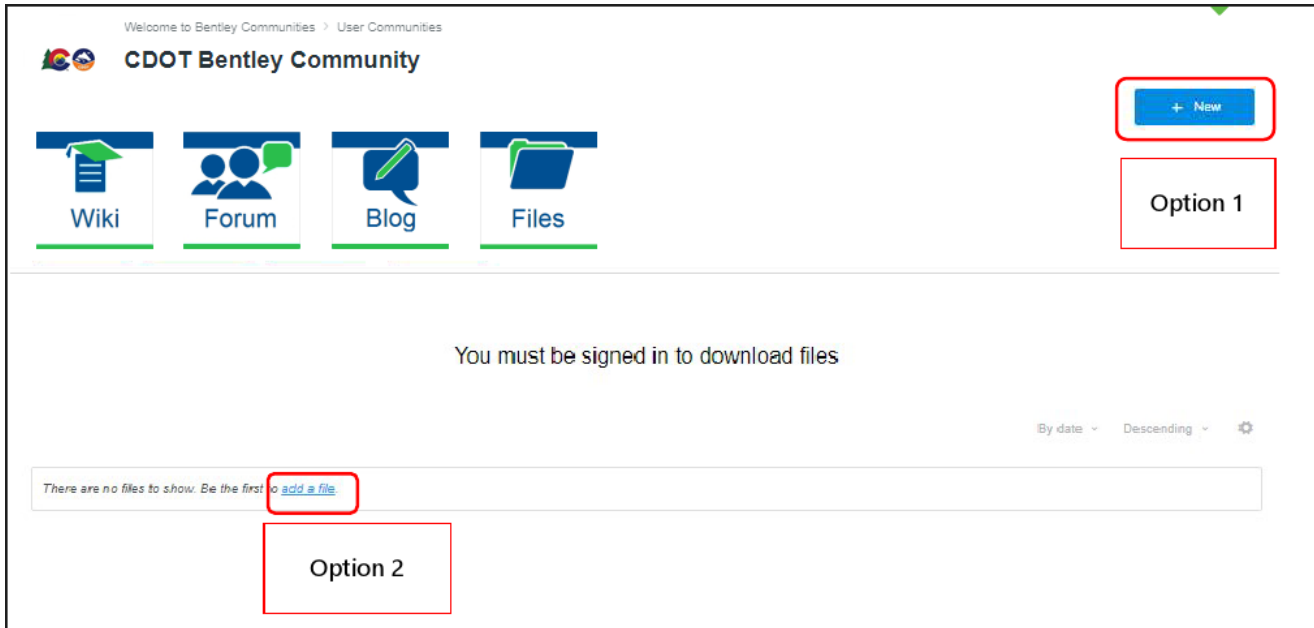 Welcome to Bentley Communities > User Communities
CDOT Bentley Community
+ New
Wiki
Forum
Blog
Files
Option 1
You must be signed in to download files
By date
Descending
There are no files to show. Be the first to add a file.
Option 2